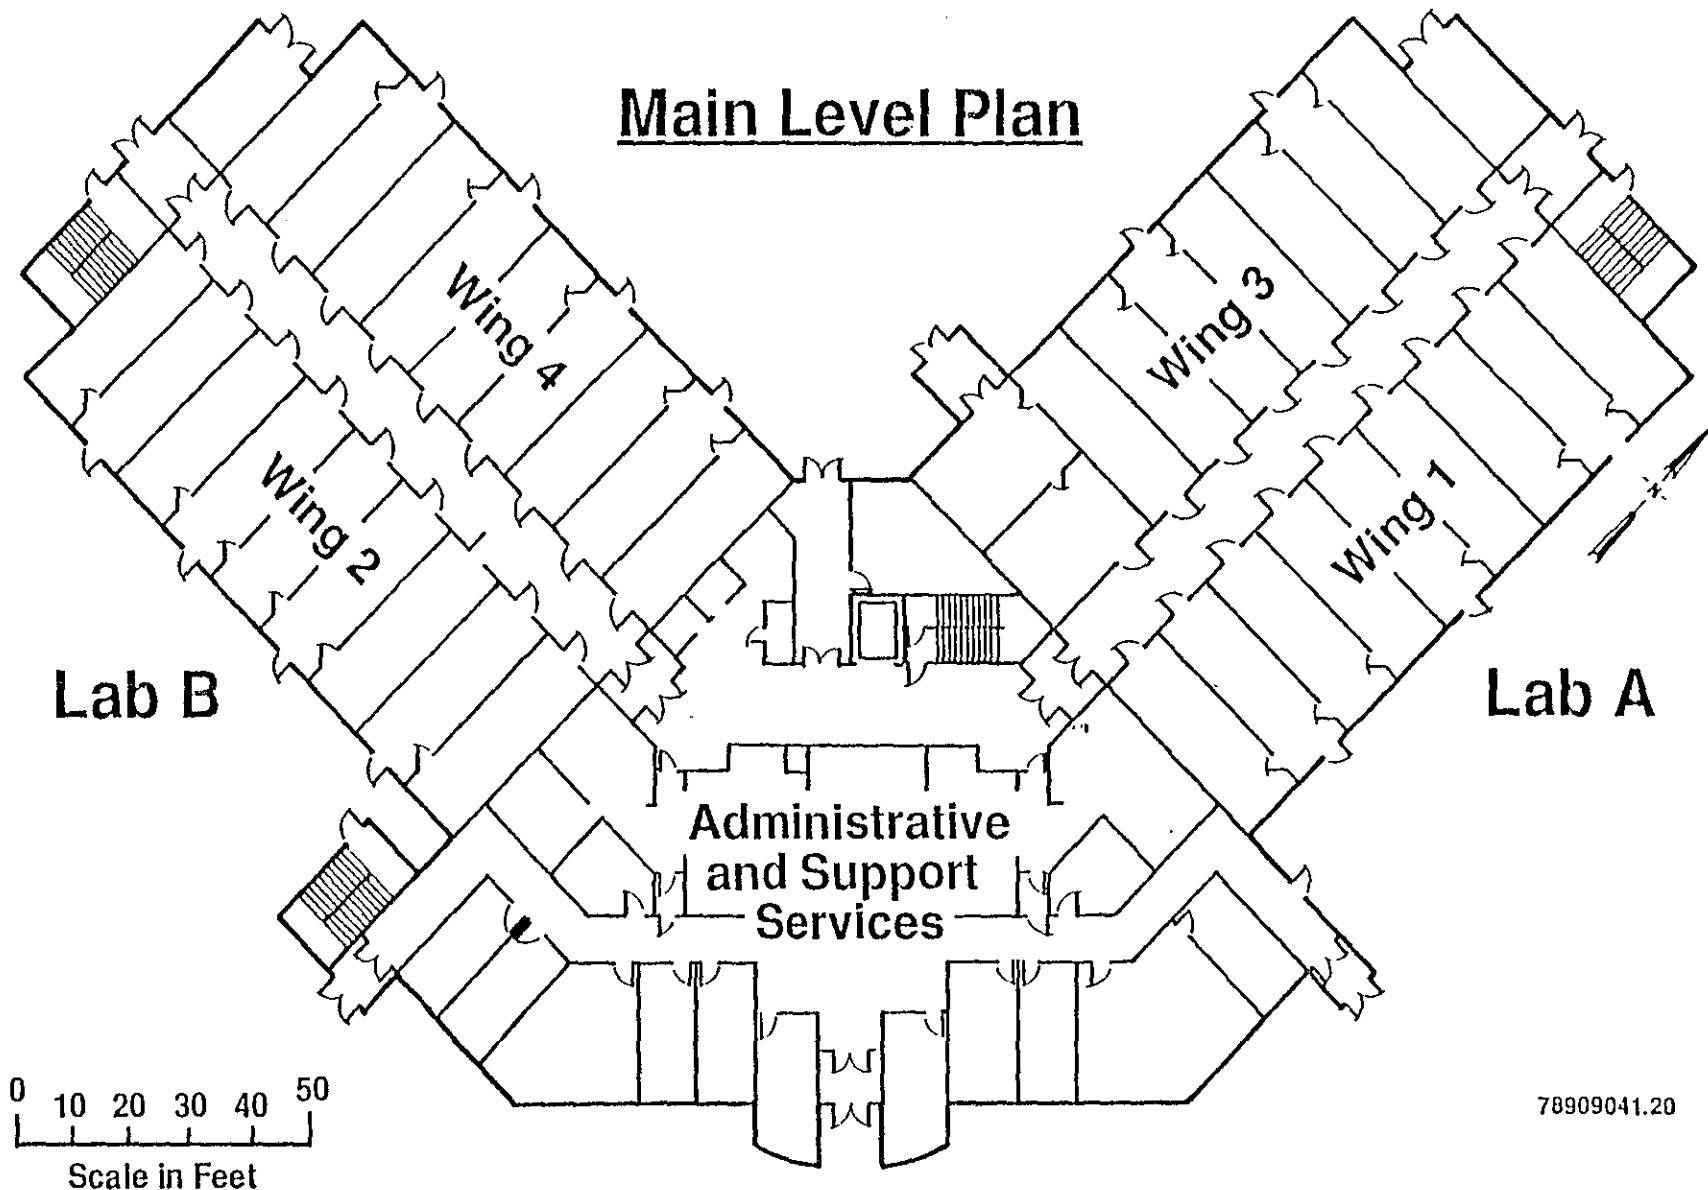 Main Level Plan
Wing 4
Wing 3
Wing 2
Wing 1
N
Lab B
Lab A
Administrative
and Support
Services
0 10 20 30 40 50
Scale in Feet
78909041.20